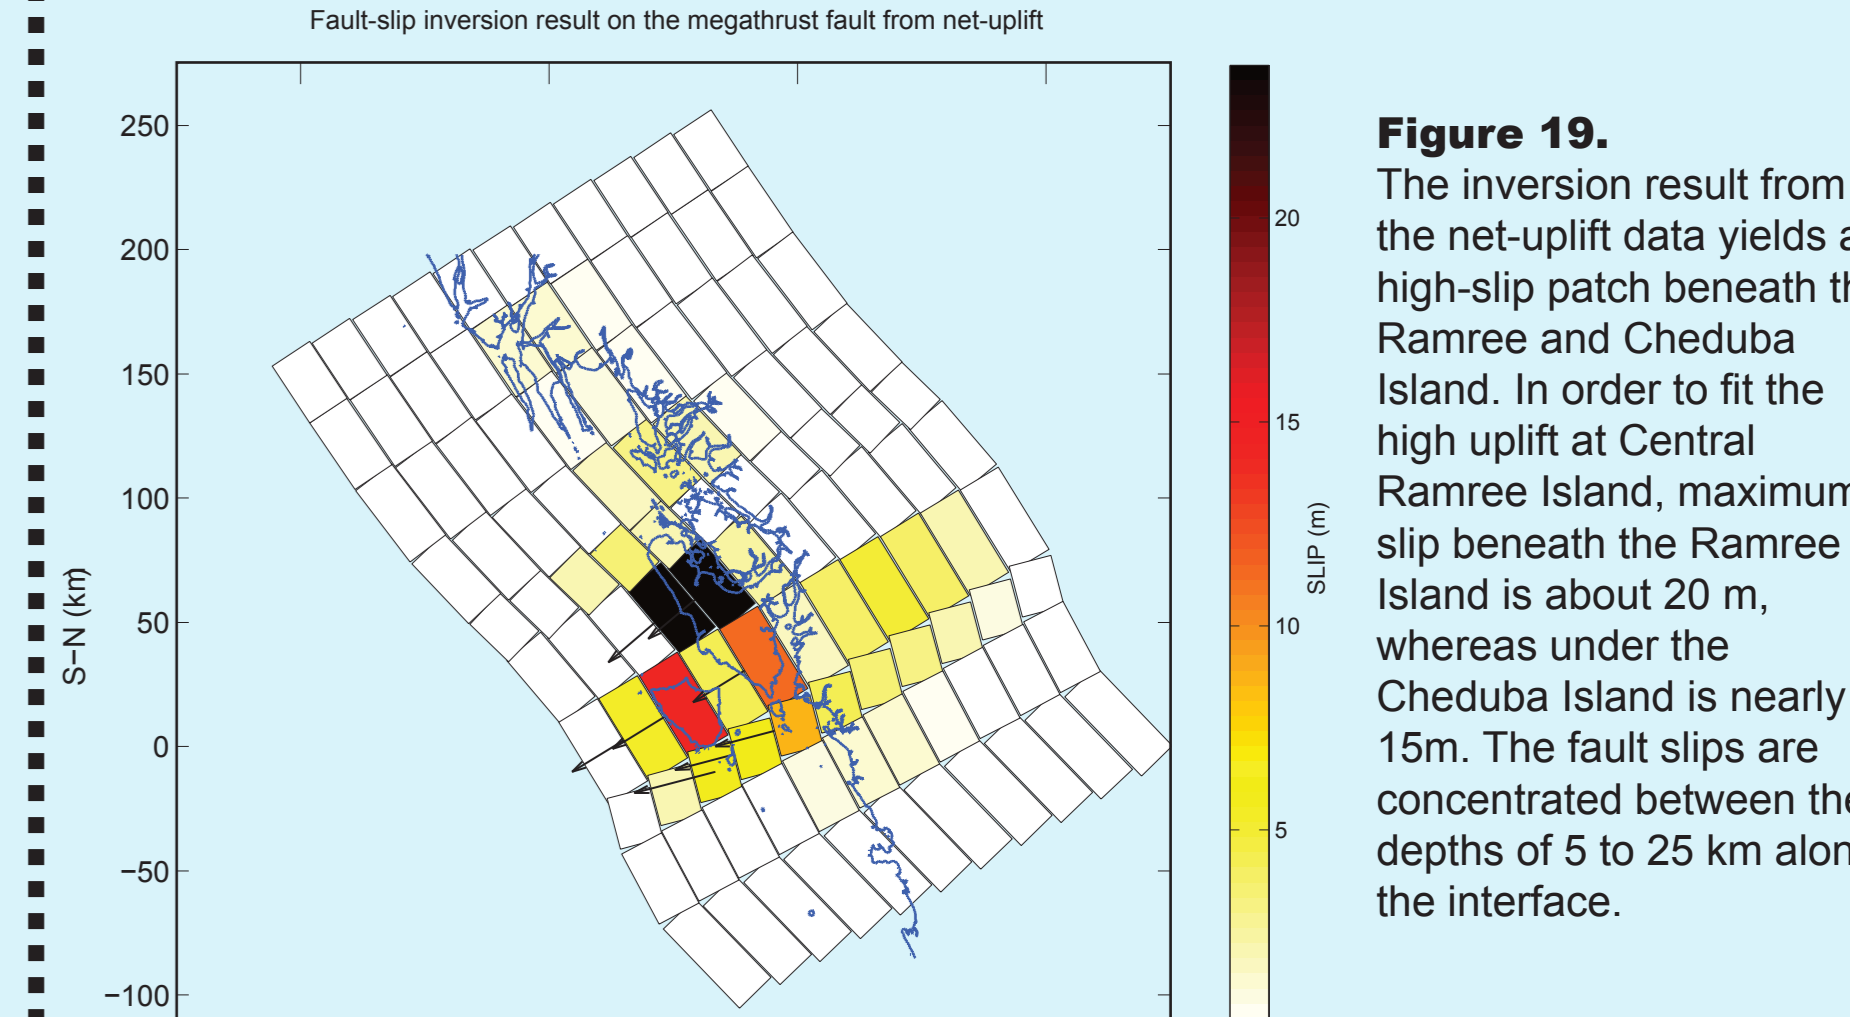 Fault-slip inversion result on the megathrust fault from net-uplift
250
200
150
100
50
0
−50
−100
S−N (km)
20
15
10
5
SLIP (m)
Figure 19.
The inversion result from
the net-uplift data yields a
high-slip patch beneath th
Ramree and Cheduba
Island. In order to fit the
high uplift at Central
Ramree Island, maximum
slip beneath the Ramree
Island is about 20 m,
whereas under the
Cheduba Island is nearly
15m. The fault slips are
concentrated between the
depths of 5 to 25 km alon
the interface.